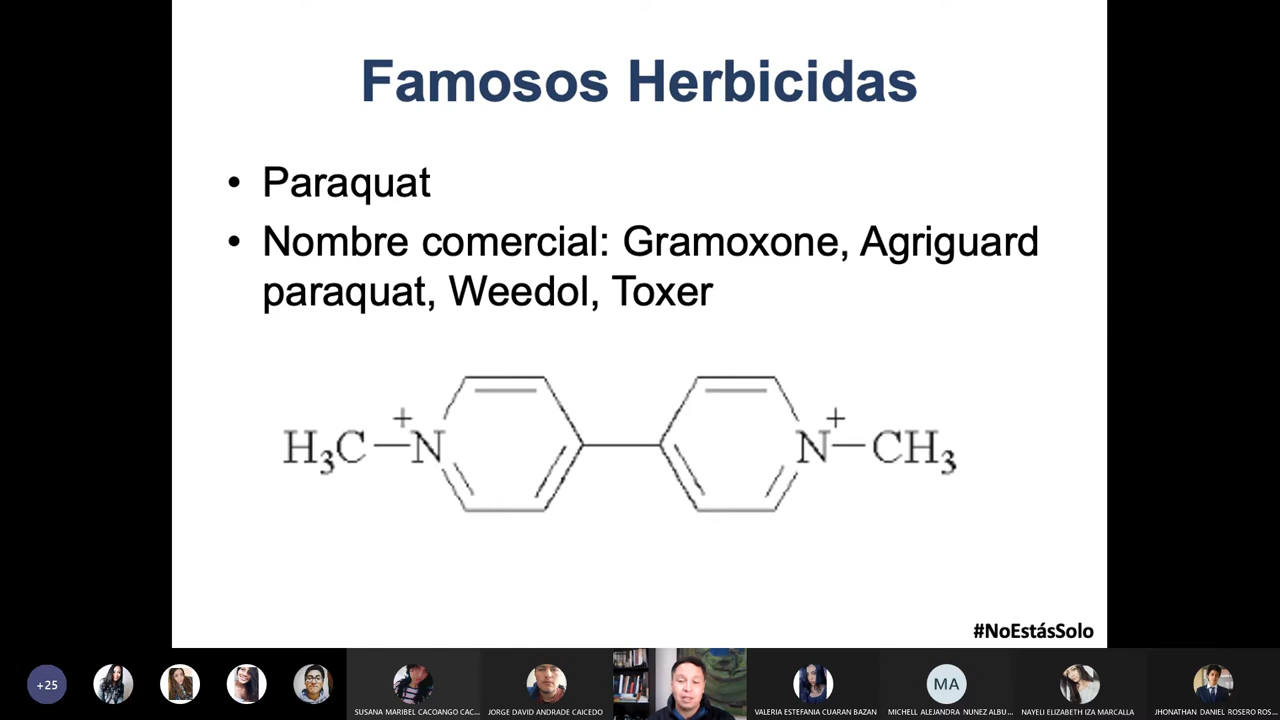 Famosos Herbicidas
• Paraquat
• Nombre comercial: Gramoxone, Agriguard
paraquat, Weedol, Toxer
H₃C—N⁺ N⁺—CH₃
#NoEstásSolo
+25
SUSANA MARIBEL CACOANGO CAC...
JORGE DAVID ANDRADE CAICEDO
VALERIA ESTEFANIA CUARAN BAZAN
MA
MICHELL ALEJANDRA NUNEZ ALBU...
NAYELI ELIZABETH IZA MARCALLA
JHONATHAN DANIEL ROSERO ROS...